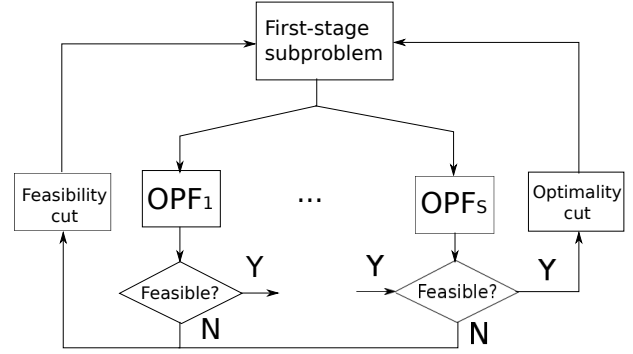 First-stage
subproblem
Feasibility
cut
OPF1
...
OPFS
Optimality
cut
Feasible?
Y
Y
Feasible?
Y
N
N